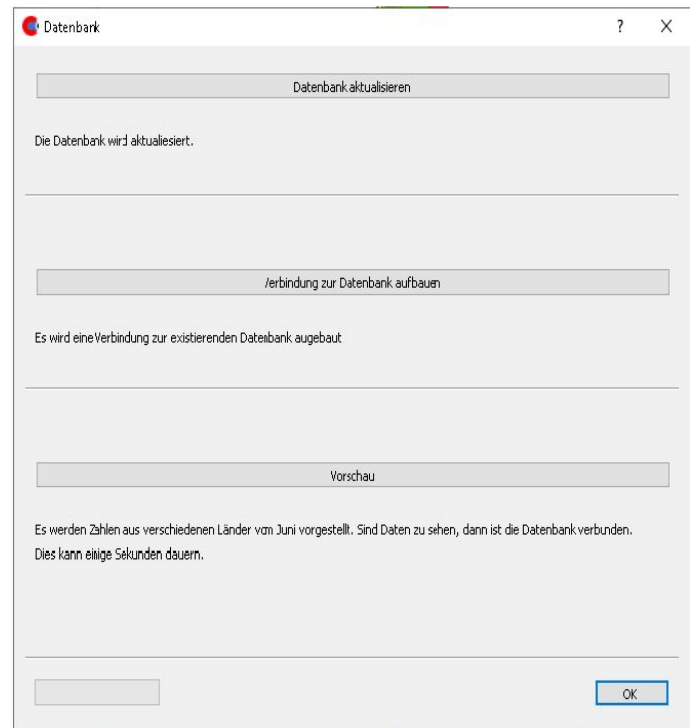 Datenbank
?
Datenbank aktualisieren
Die Datenbank wird aktualiesiert.
Verbindung zur Datenbank aufbauen
Es wird eine Verbindung zur existierenden Datenbank augebaut
Vorschau
Es werden Zahlen aus verschiedenen Länder vom Juni vorgestellt. Sind Daten zu sehen, dann ist die Datenbank verbunden.
Dies kann einige Sekunden dauern.
OK